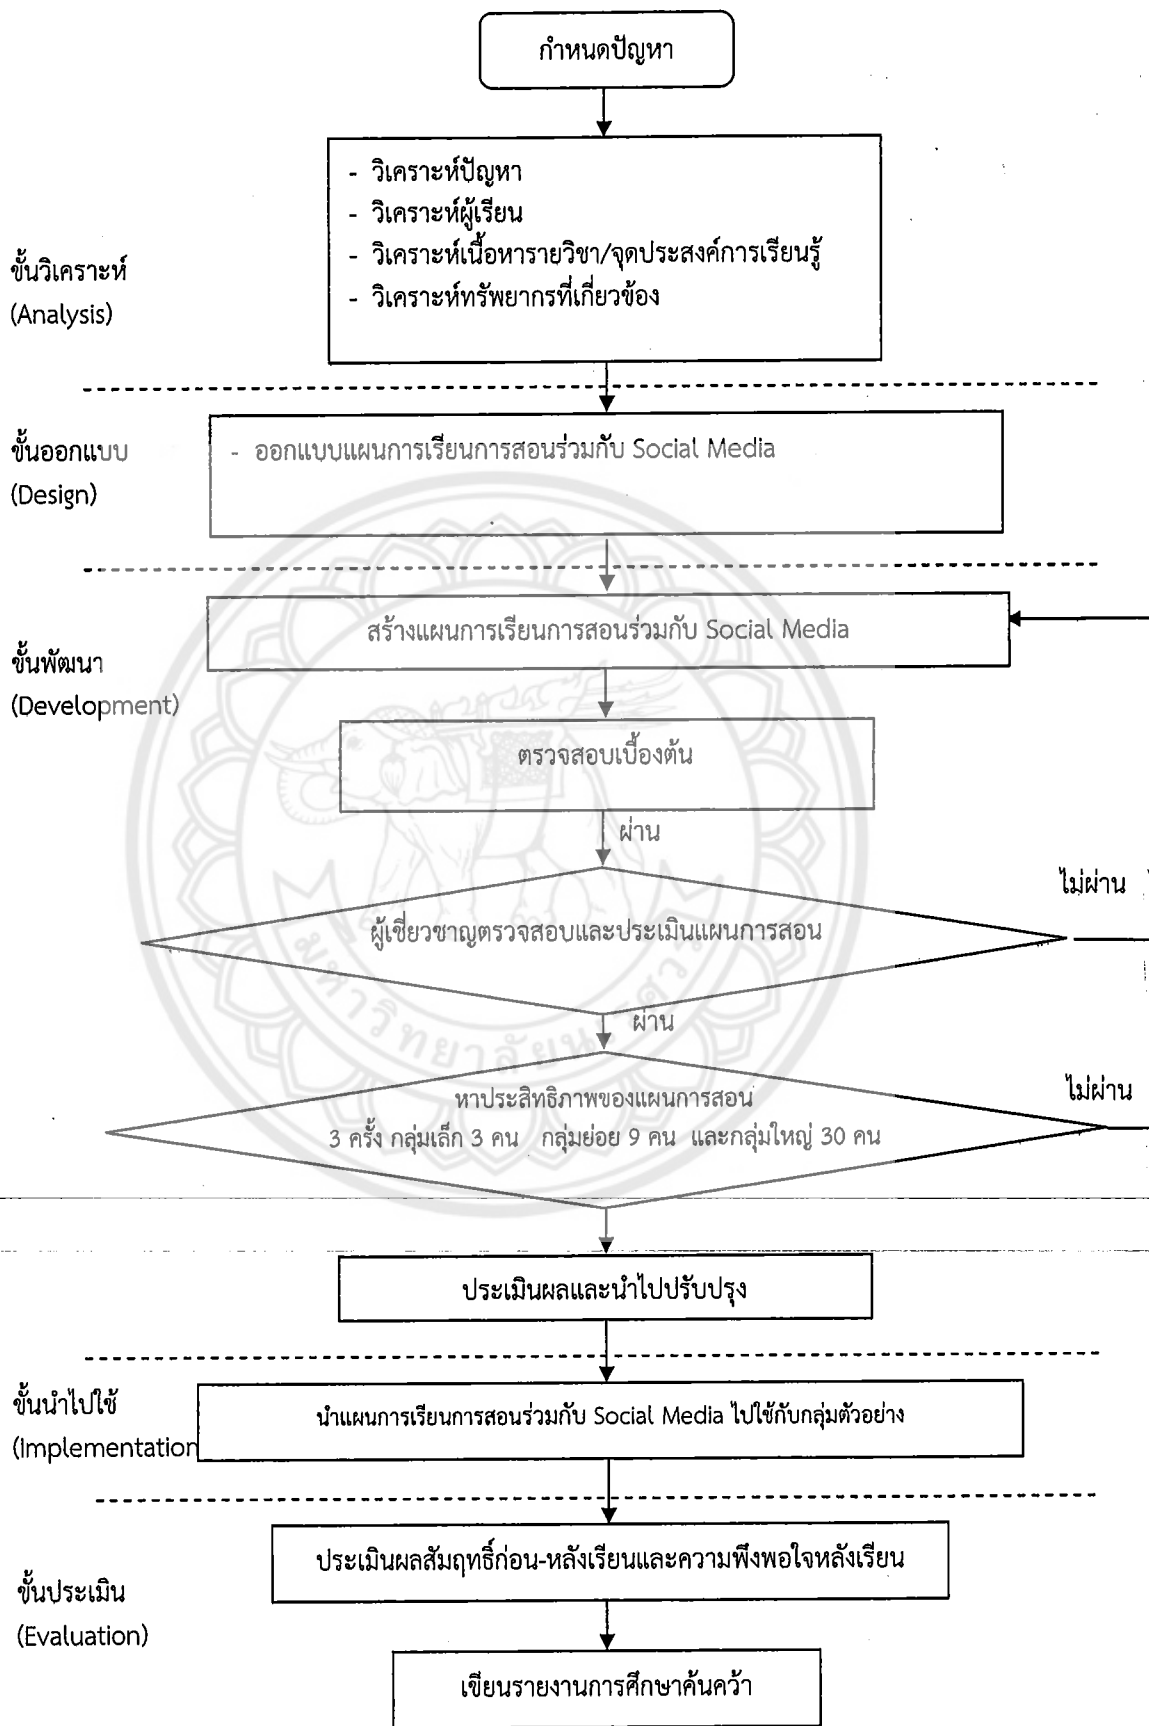 กำหนดปัญหา
- วิเคราะห์ปัญหา
- วิเคราะห์ผู้เรียน
- วิเคราะห์เนื้อหารายวิชา/จุดประสงค์การเรียนรู้
- วิเคราะห์ทรัพยากรที่เกี่ยวข้อง
ขั้นวิเคราะห์
(Analysis)
ขั้นออกแบบ
(Design)
- ออกแบบแผนการเรียนการสอนร่วมกับ Social Media
สร้างแผนการเรียนการสอนร่วมกับ Social Media
ขั้นพัฒนา
(Development)
ตรวจสอบเบื้องต้น
ผ่าน
ไม่ผ่าน
ผู้เชี่ยวชาญตรวจสอบและประเมินแผนการสอน
ผ่าน
มหาวิทยาลัยนเรศวร
ไม่ผ่าน
หาประสิทธิภาพของแผนการสอน
3 ครั้ง กลุ่มเล็ก 3 คน กลุ่มย่อย 9 คน และกลุ่มใหญ่ 30 คน
ประเมินผลและนำไปปรับปรุง
ขั้นนำไปใช้
(Implementation
นำแผนการเรียนการสอนร่วมกับ Social Media ไปใช้กับกลุ่มตัวอย่าง
ประเมินผลสัมฤทธิ์ก่อน-หลังเรียนและความพึงพอใจหลังเรียน
ขั้นประเมิน
(Evaluation)
เขียนรายงานการศึกษาค้นคว้า